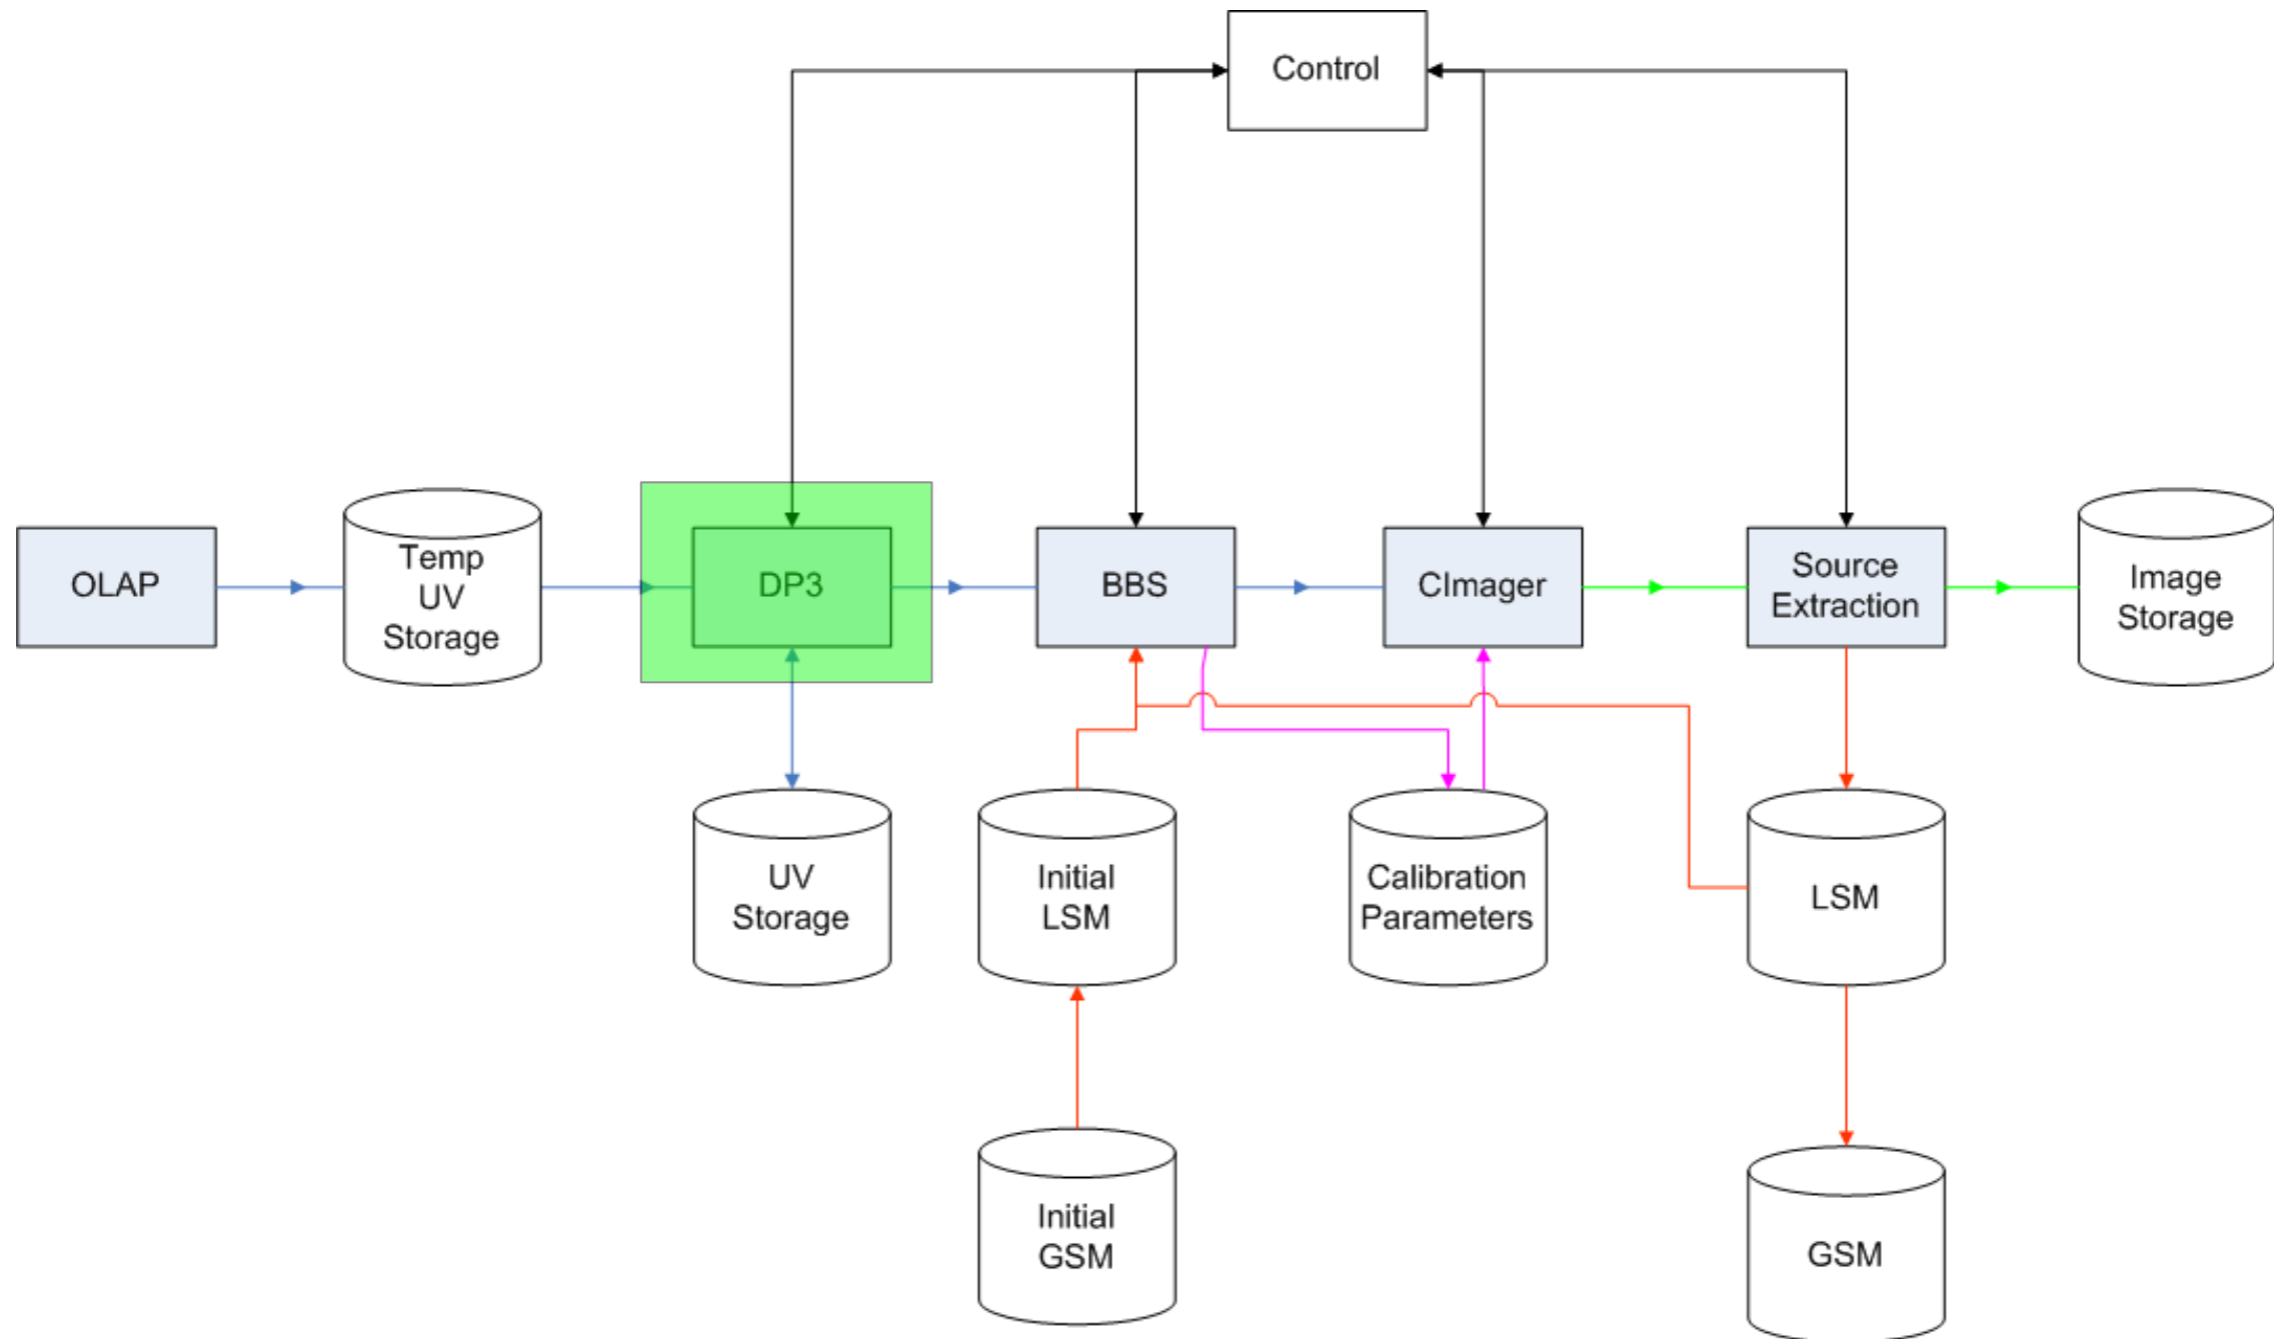 Control
OLAP
Temp
UV
Storage
DP3
BBS
CImager
Source
Extraction
Image
Storage
UV
Storage
Initial
LSM
Calibration
Parameters
LSM
Initial
GSM
GSM